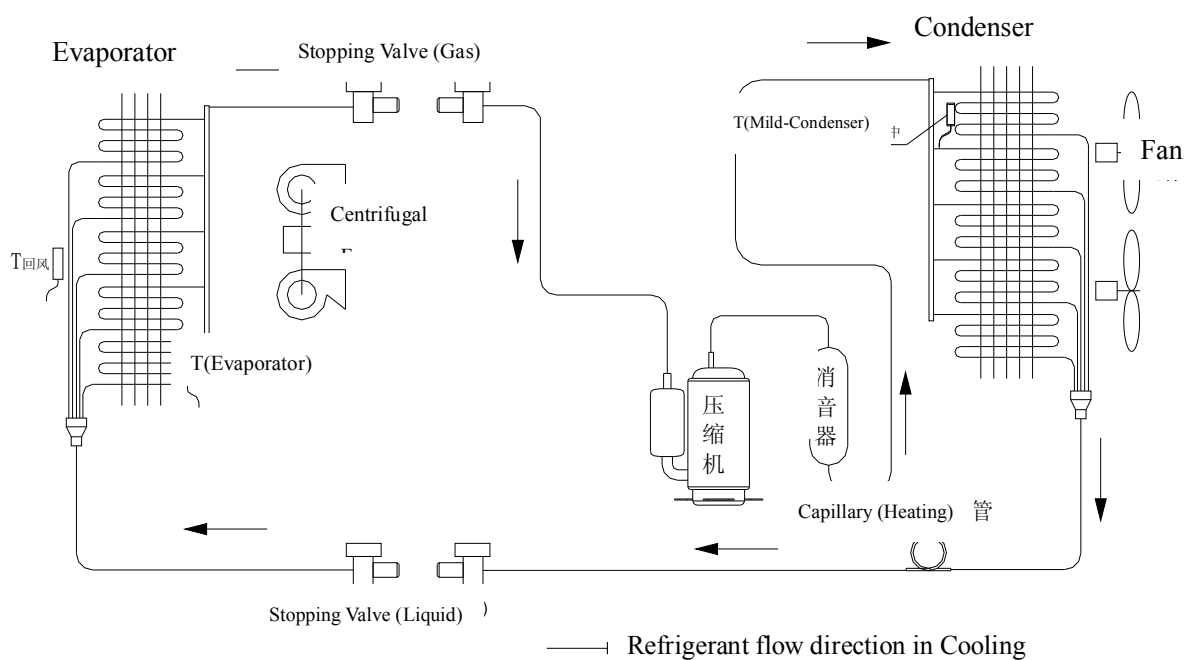 Evaporator
Stopping Valve (Gas)
Condenser
T(Mild-Condenser)
中
Fan
Centrifugal
T回风
T(Evaporator)
压缩机
消音器
Capillary (Heating) 管
Stopping Valve (Liquid) )
Refrigerant flow direction in Cooling